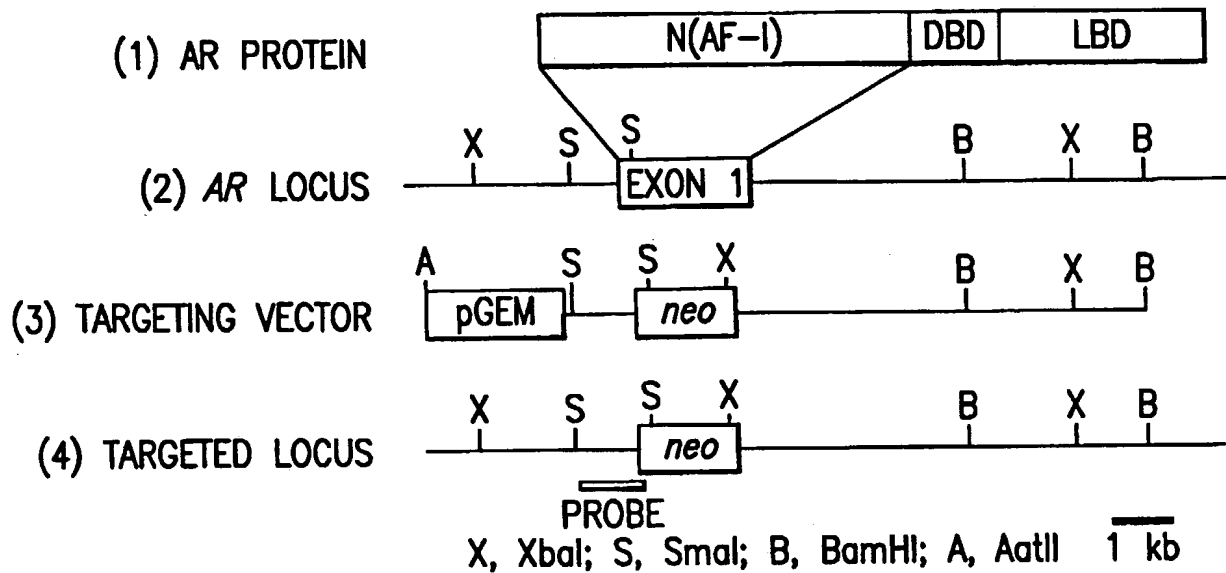 N(AF-I) DBD LBD
(1) AR PROTEIN
X S S B X B
(2) AR LOCUS EXON 1
A S S X B X B
(3) TARGETING VECTOR pGEM neo
X S S X B X B
(4) TARGETED LOCUS neo
PROBE
X, XbaI; S, SmaI; B, BamHI; A, AatII 1 kb